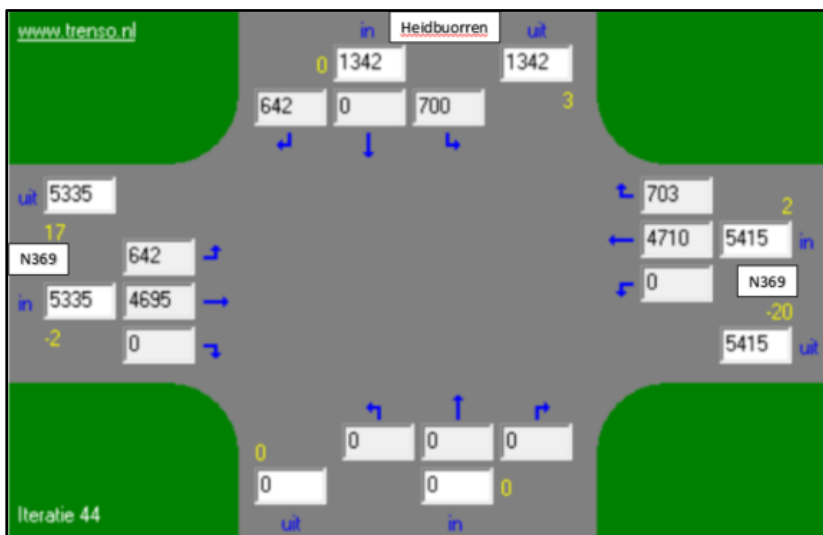 www.trenso.nl
in Heidbuorren uit
0 1342 1342
642 0 700 3
uit 5335 703 2
17
N369 642 4710 5415 in
in 5335 4695 0 N369
-2 0 -20
5415 uit
0 0 0
0
0 0 0
Iteratie 44
uit in